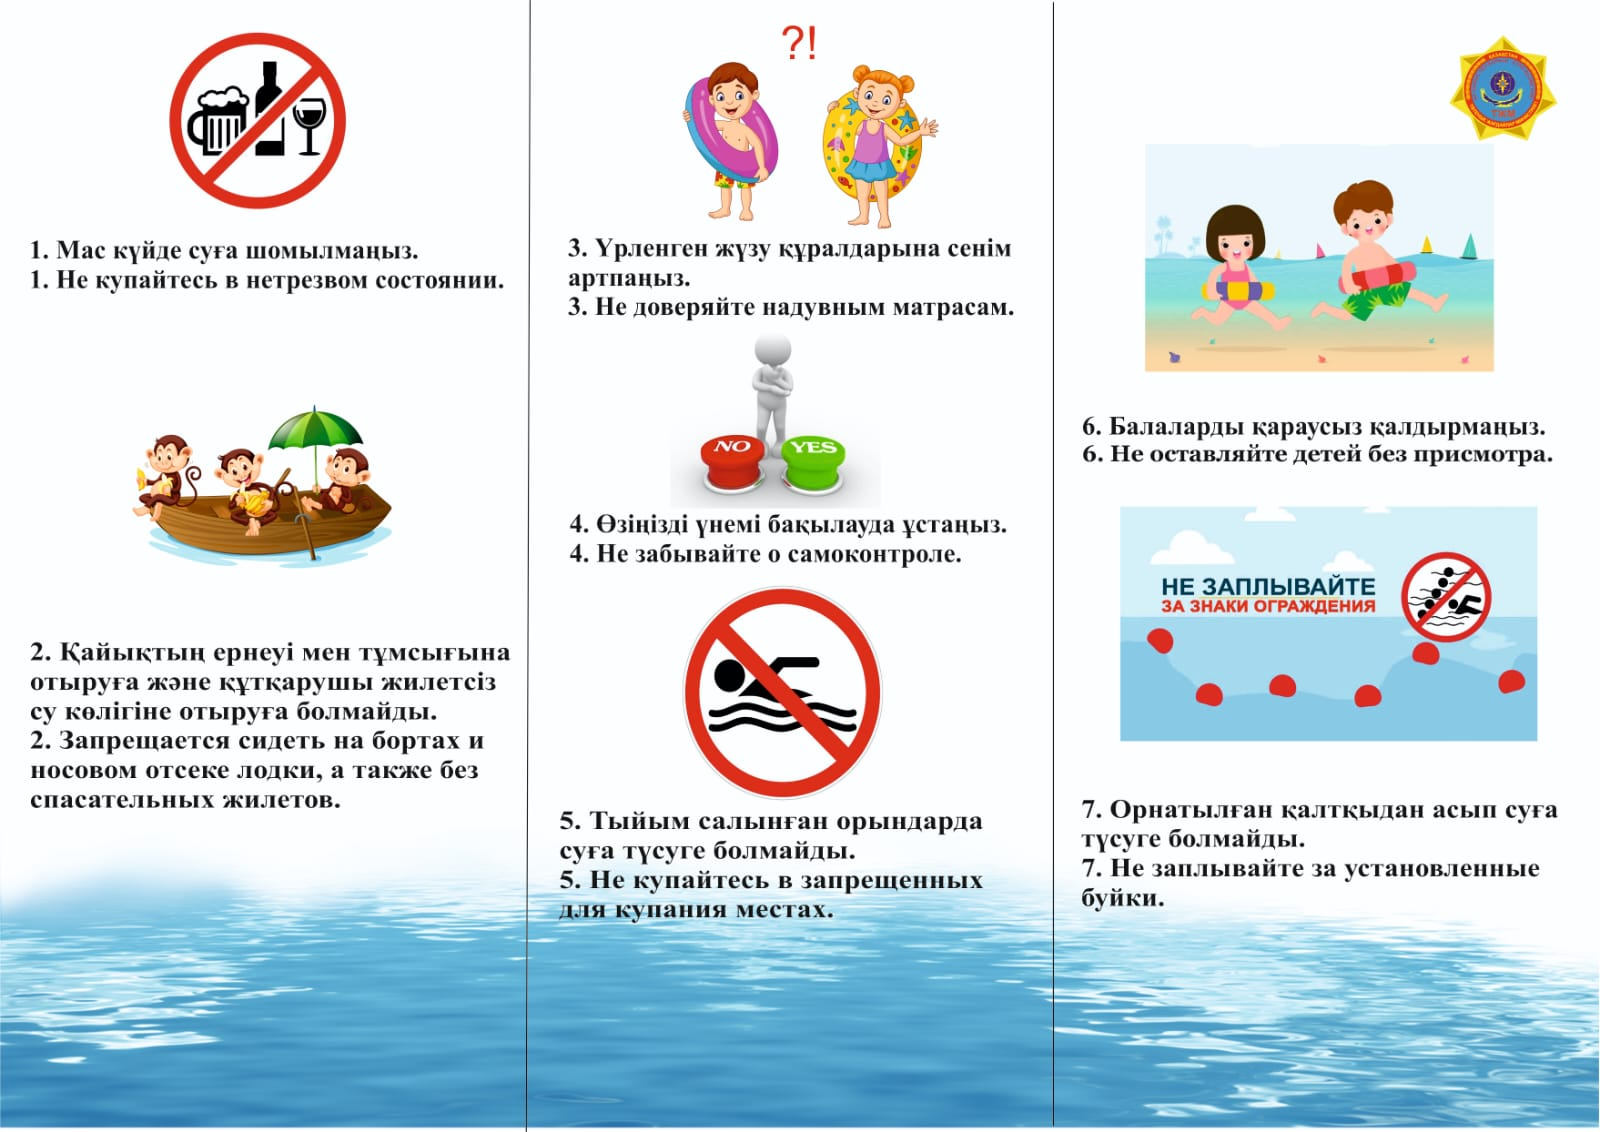 1. Мас күйде суға шомылмаңыз.
1. Не купайтесь в нетрезвом состоянии.
2. Қайықтың ернеуі мен тұмсығына
отыруға және құтқарушы жилетсіз
су көлігіне отыруға болмайды.
2. Запрещается сидеть на бортах и
носовом отсеке лодки, а также без
спасательных жилетов.
?!
3. Үрленген жүзу құралдарына сенім
артпаңыз.
3. Не доверяйте надувным матрасам.
NO YES
4. Өзіңізді үнемі бақылауда ұстаңыз.
4. Не забывайте о самоконтроле.
5. Тыйым салынған орындарда
суға түсуге болмайды.
5. Не купайтесь в запрещенных
для купания местах.
6. Балаларды қараусыз қалдырмаңыз.
6. Не оставляйте детей без присмотра.
НЕ ЗАПЛЫВАЙТЕ
ЗА ЗНАКИ ОГРАЖДЕНИЯ
7. Орнатылған қалтқыдан асып суға
түсуге болмайды.
7. Не заплывайте за установленные
буйки.